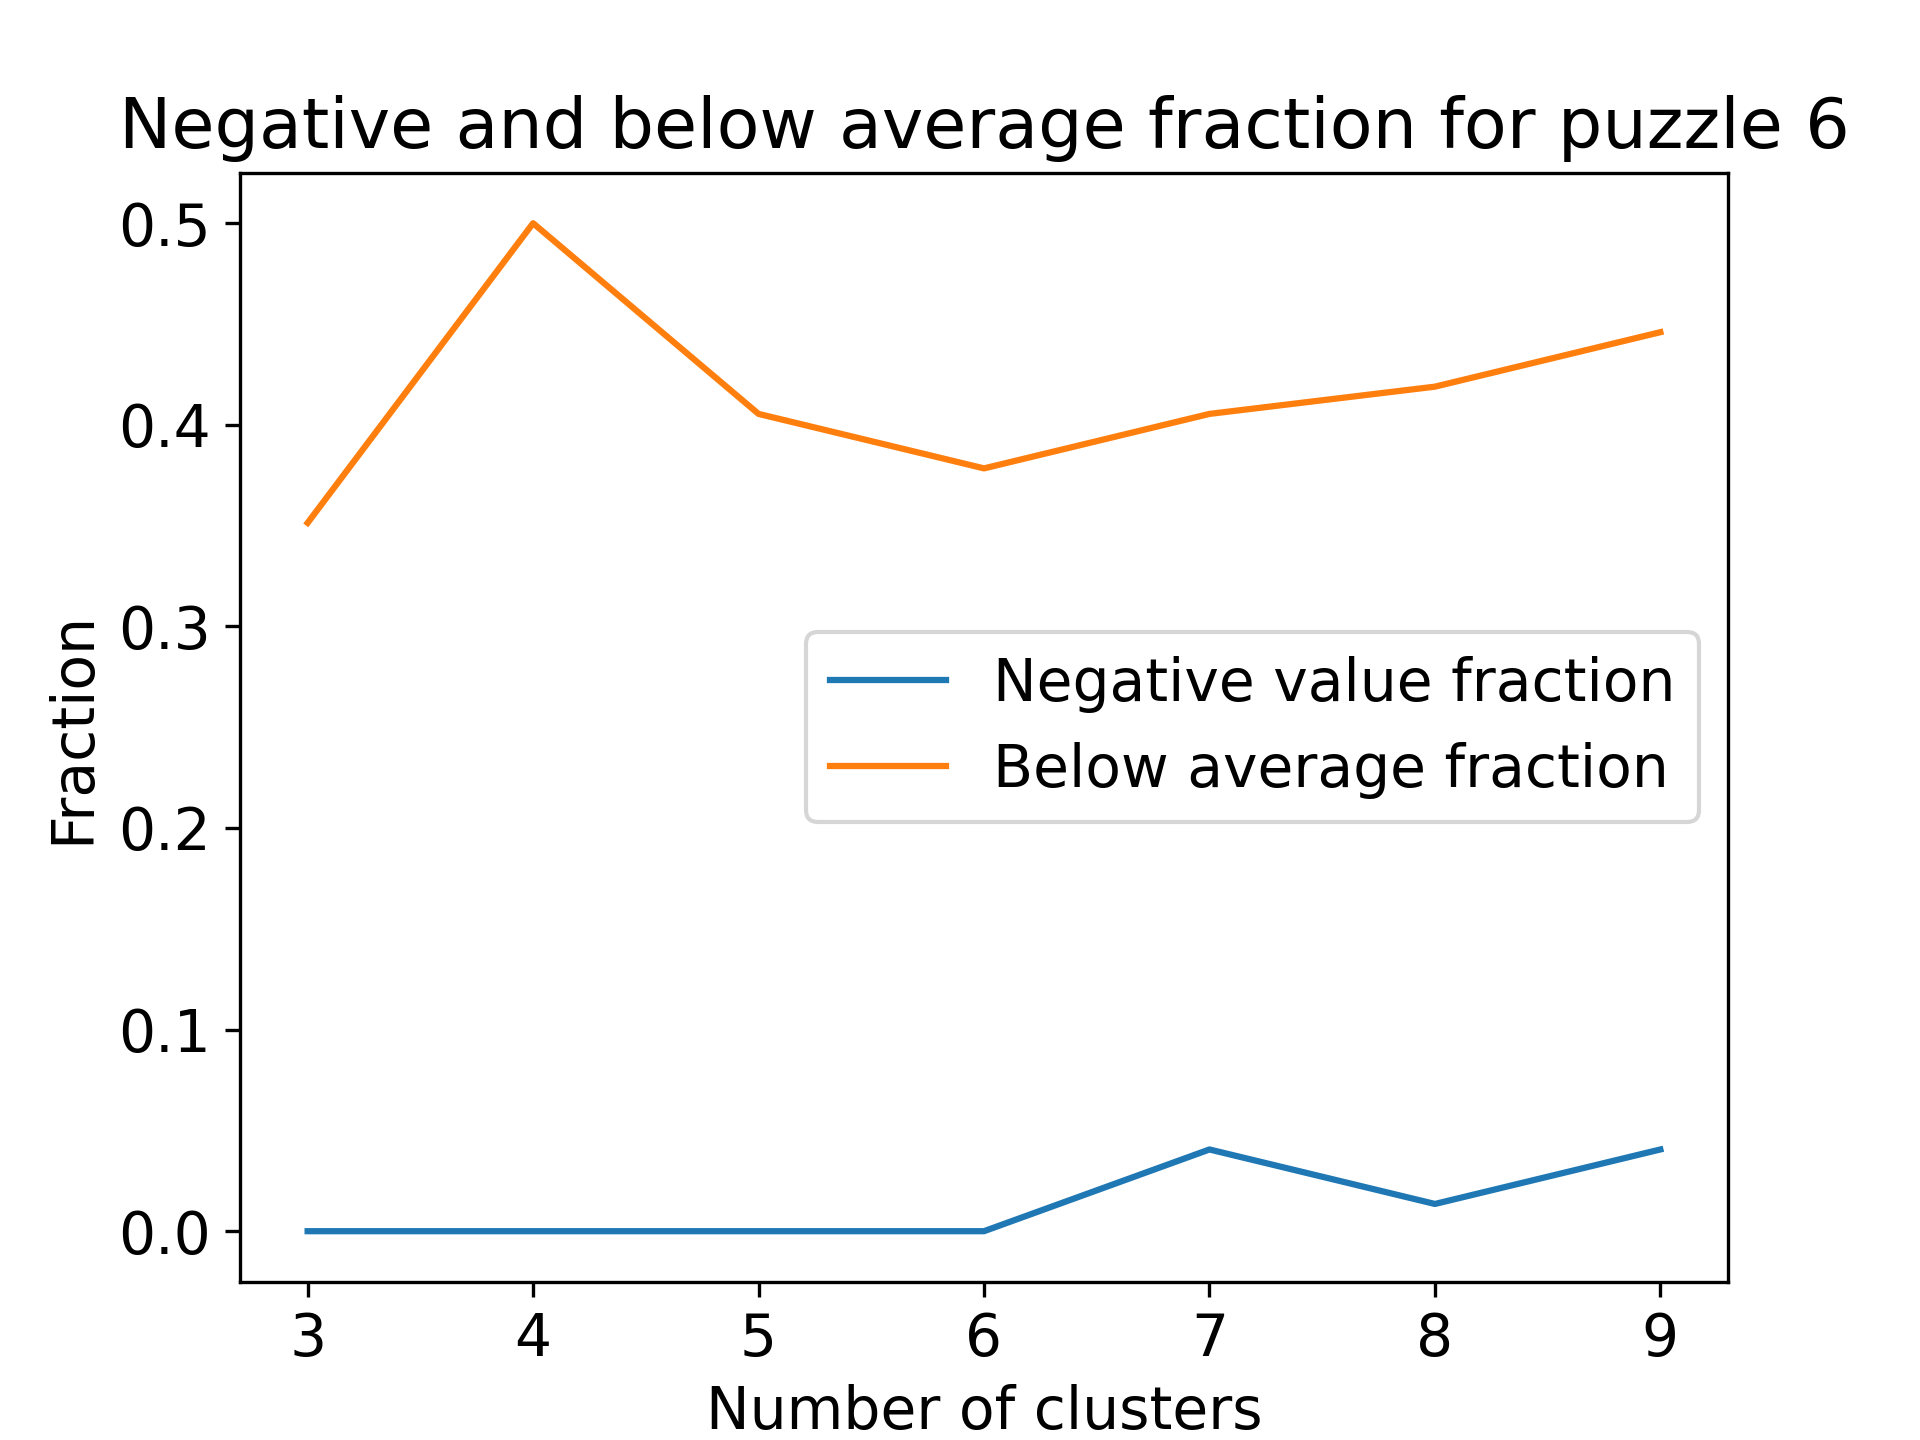 Negative and below average fraction for puzzle 6
0.5
0.4
0.3
0.2
0.1
0.0
Fraction
Negative value fraction
Below average fraction
3 4 5 6 7 8 9
Number of clusters